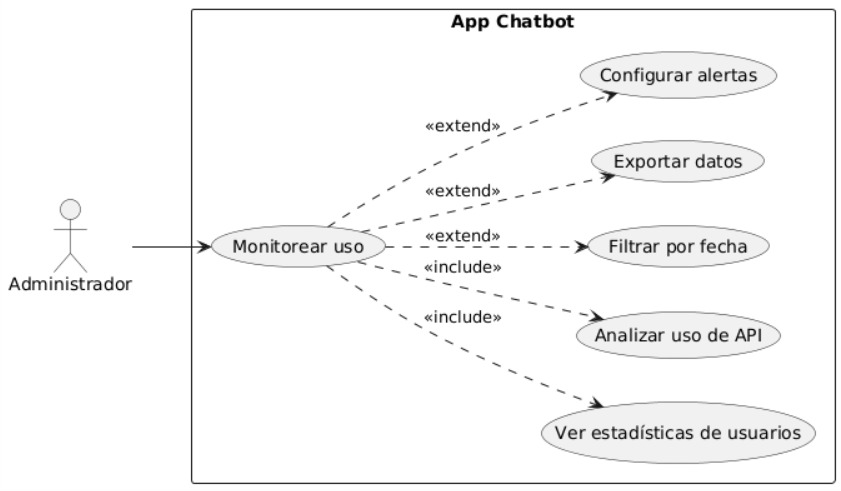 App Chatbot
Configurar alertas
«extend»
Exportar datos
«extend»
Monitorear uso
«extend»
Filtrar por fecha
«include»
Administrador
«include»
Analizar uso de API
Ver estadísticas de usuarios